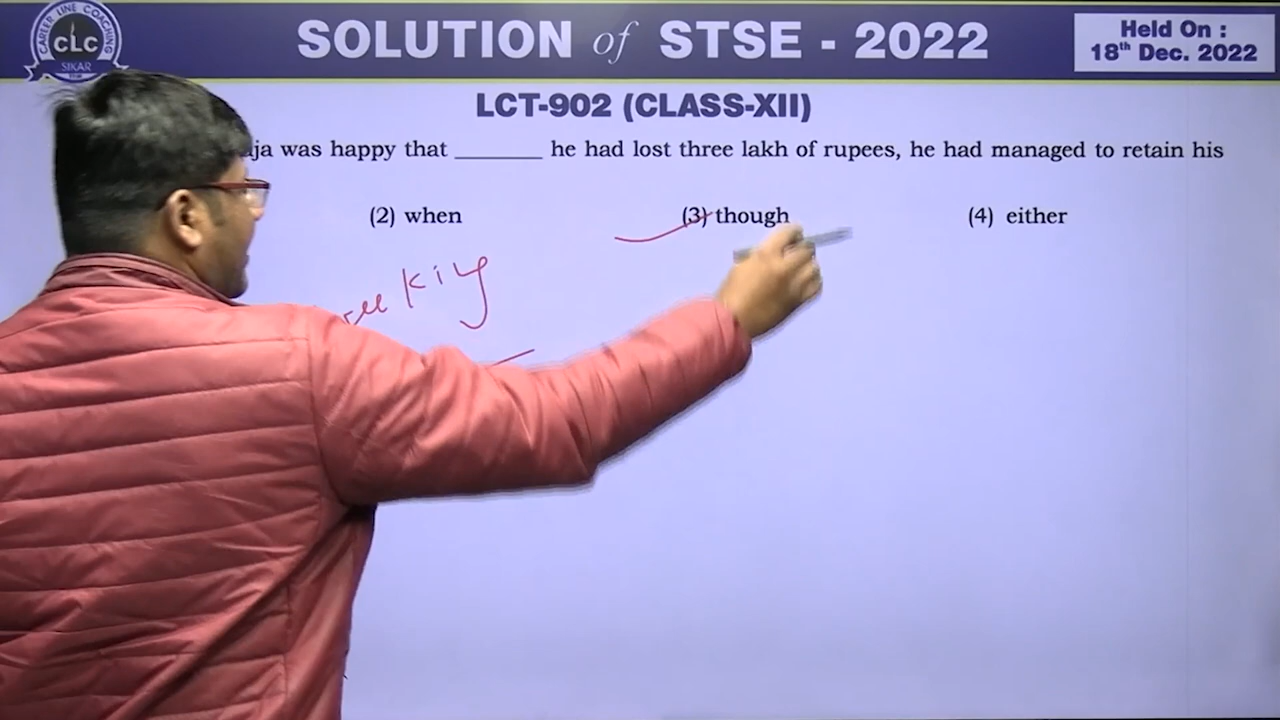 CAREER LINE COACHING
CLC
SIKAR
SOLUTION of STSE - 2022
Held On :
18th Dec. 2022
LCT-902 (CLASS-XII)
was happy that _______ he had lost three lakh of rupees, he had managed to retain his
(2) when (3) though (4) either